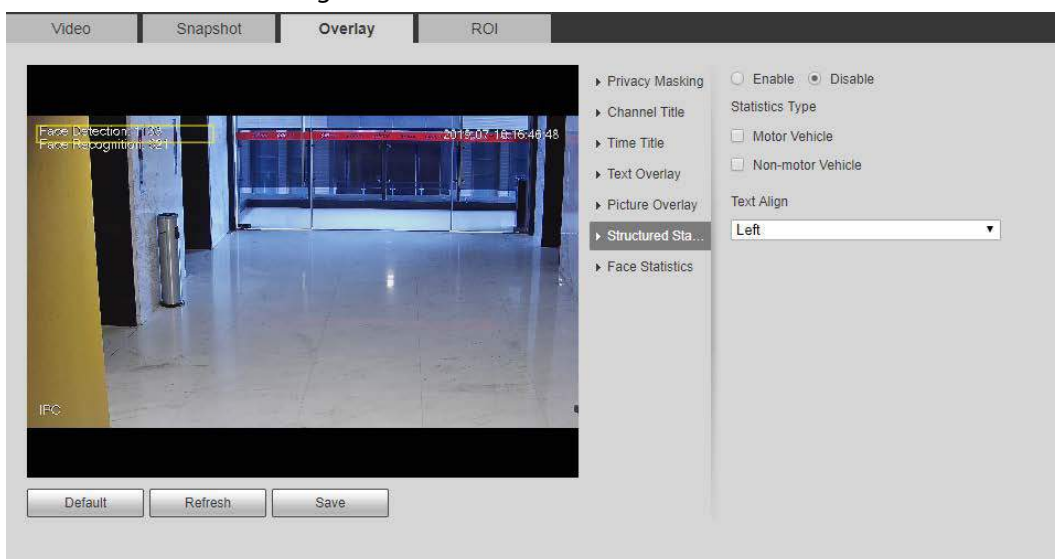 Video
Snapshot
Overlay
ROI
Face Detection:
Face Recognition:
IPC
Default
Refresh
Save
Privacy Masking
Channel Title
Time Title
Text Overlay
Picture Overlay
Structured Sta...
Face Statistics
Enable
Disable
Statistics Type
Motor Vehicle
Non-motor Vehicle
Text Align
Left